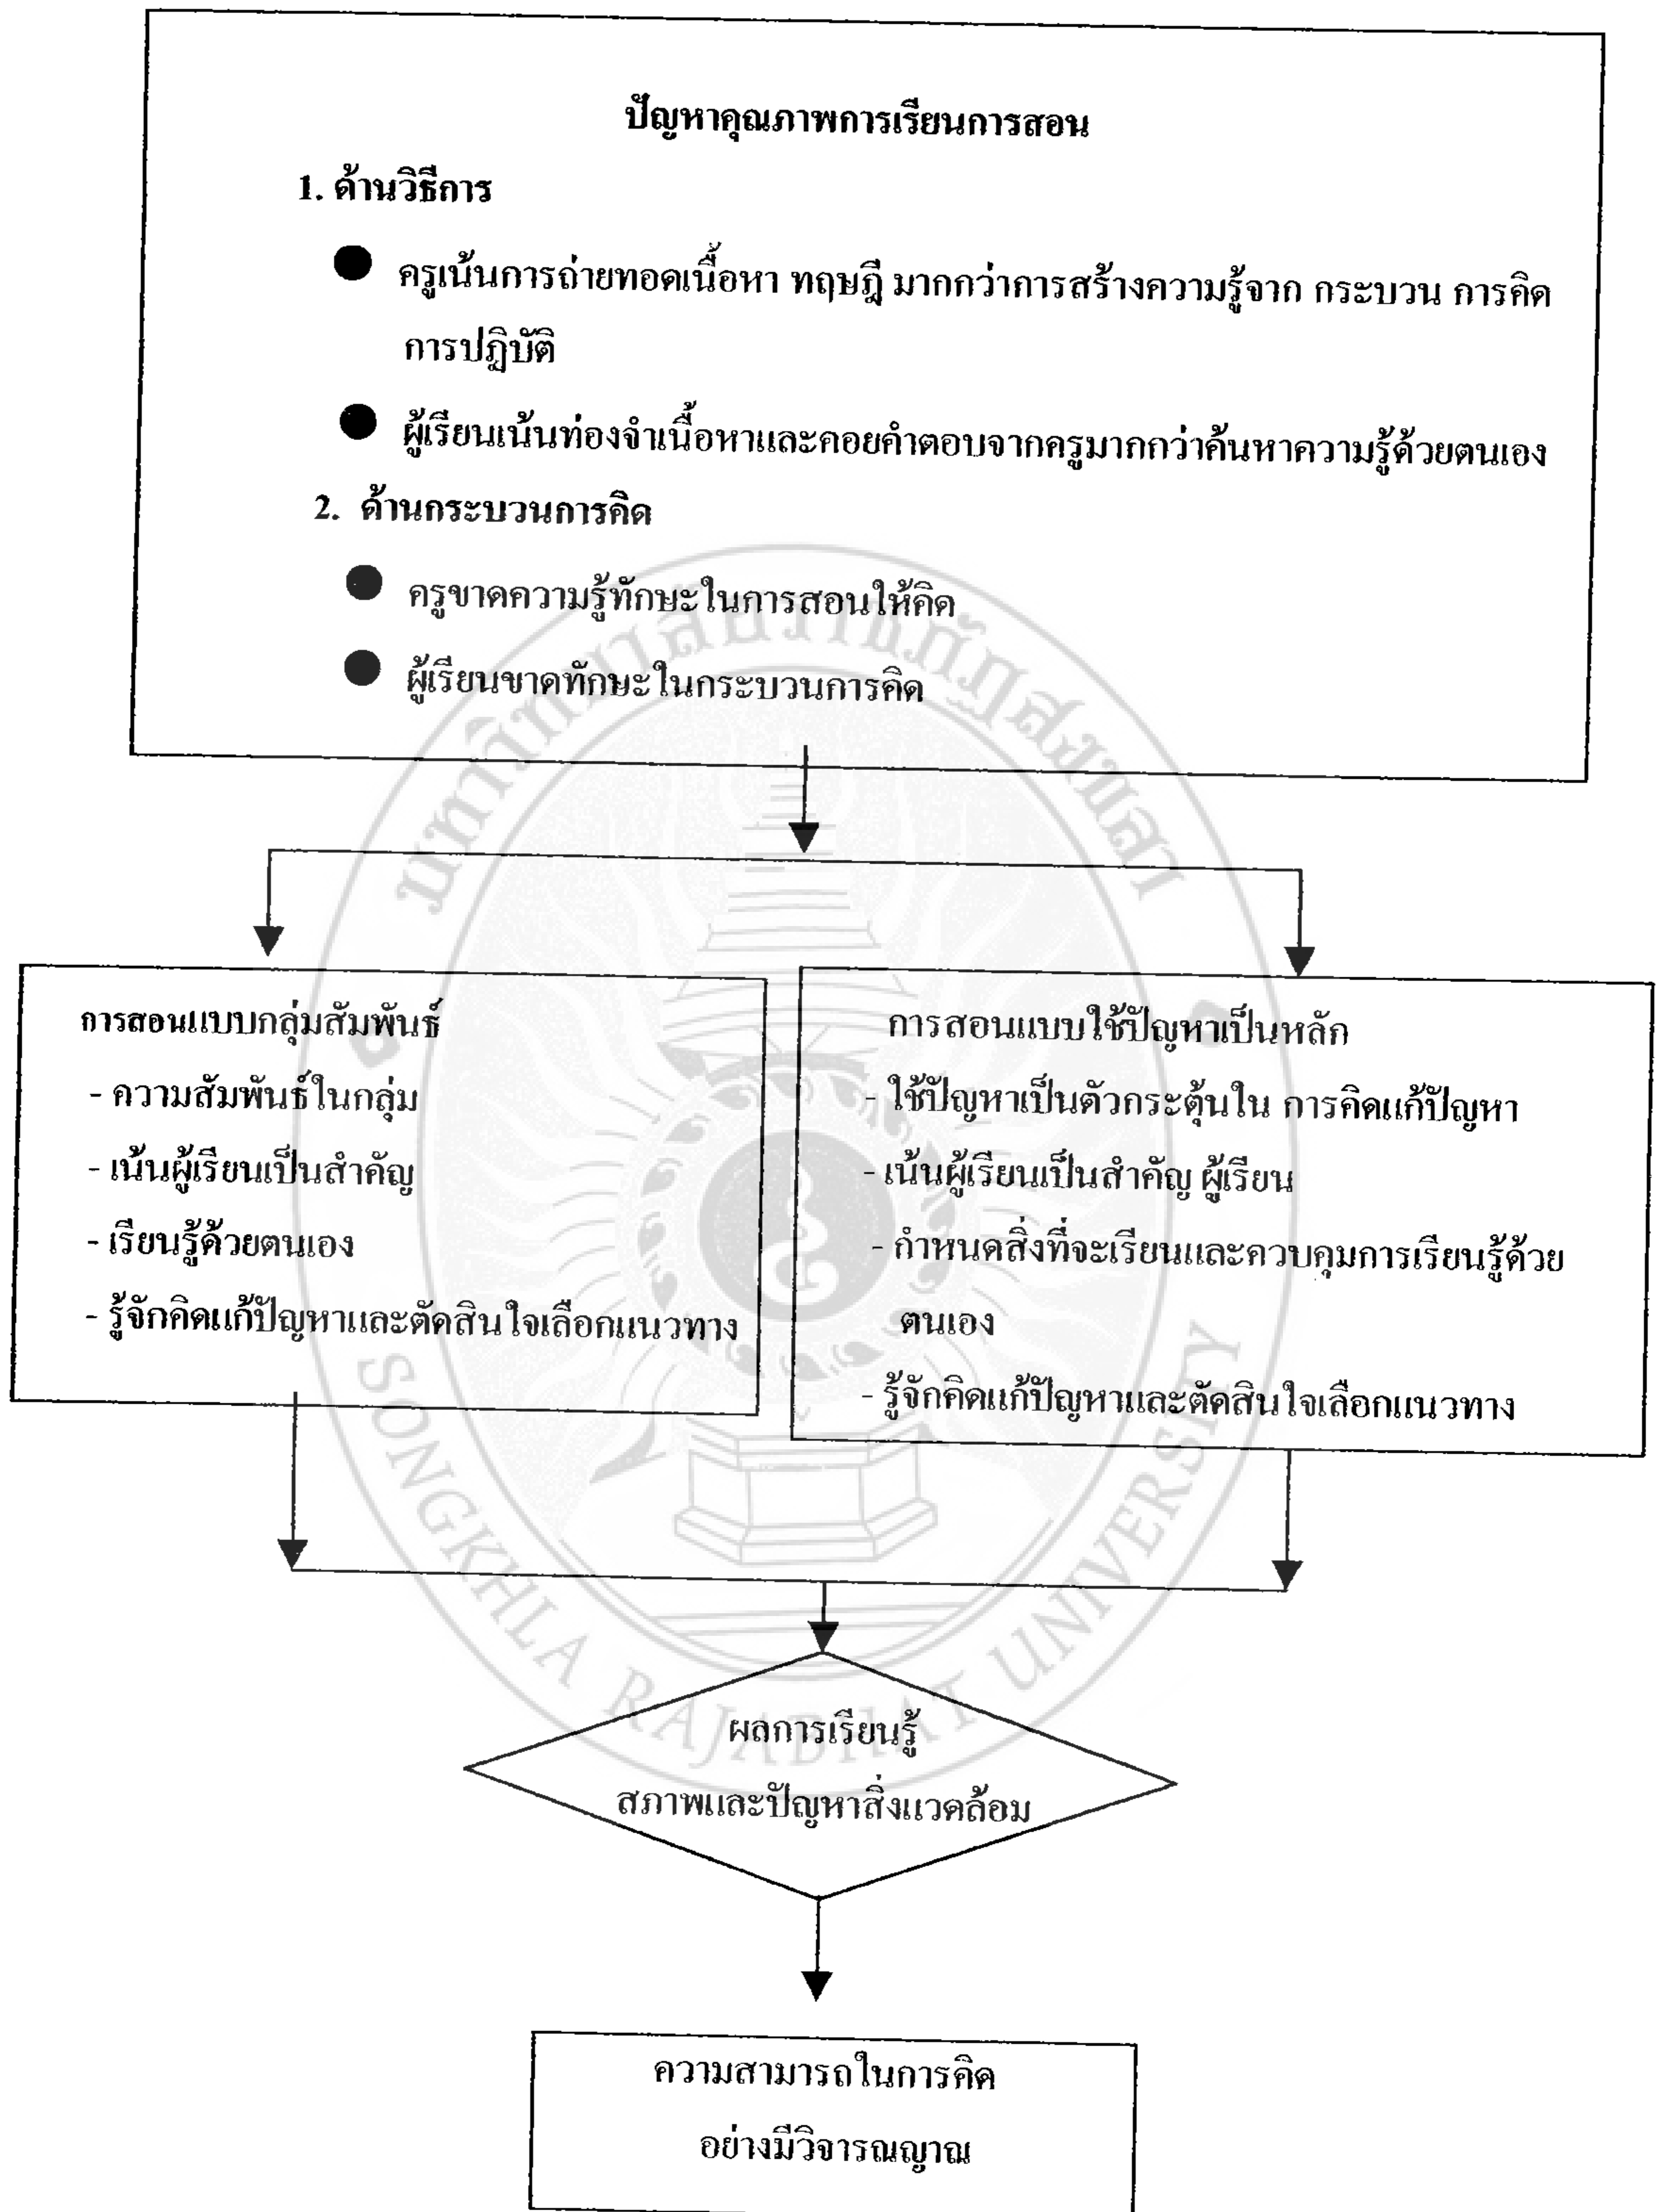 ปัญหาคุณภาพการเรียนการสอน
1. ด้านวิธีการ
● ครูเน้นการถ่ายทอดเนื้อหา ทฤษฎี มากกว่าการสร้างความรู้จาก กระบวน การคิด
การปฏิบัติ
● ผู้เรียนเน้นท่องจำเนื้อหาและคอยคำตอบจากครูมากกว่าค้นหาความรู้ด้วยตนเอง
2. ด้านกระบวนการคิด
● ครูขาดความรู้ทักษะในการสอนให้คิด
● ผู้เรียนขาดทักษะในกระบวนการคิด
มหาวิทยาลัยราชภัฏสงขลา
การสอนแบบกลุ่มสัมพันธ์
- ความสัมพันธ์ในกลุ่ม
- เน้นผู้เรียนเป็นสำคัญ
- เรียนรู้ด้วยตนเอง
- รู้จักคิดแก้ปัญหาและตัดสินใจเลือกแนวทาง
การสอนแบบใช้ปัญหาเป็นหลัก
- ใช้ปัญหาเป็นตัวกระตุ้นใน การคิดแก้ปัญหา
- เน้นผู้เรียนเป็นสำคัญ ผู้เรียน
- กำหนดสิ่งที่จะเรียนและควบคุมการเรียนรู้ด้วย
ตนเอง
- รู้จักคิดแก้ปัญหาและตัดสินใจเลือกแนวทาง
SONGKHLA RAJABHAT UNIVERSITY
ผลการเรียนรู้
สภาพและปัญหาสิ่งแวดล้อม
ความสามารถในการคิด
อย่างมีวิจารณญาณ